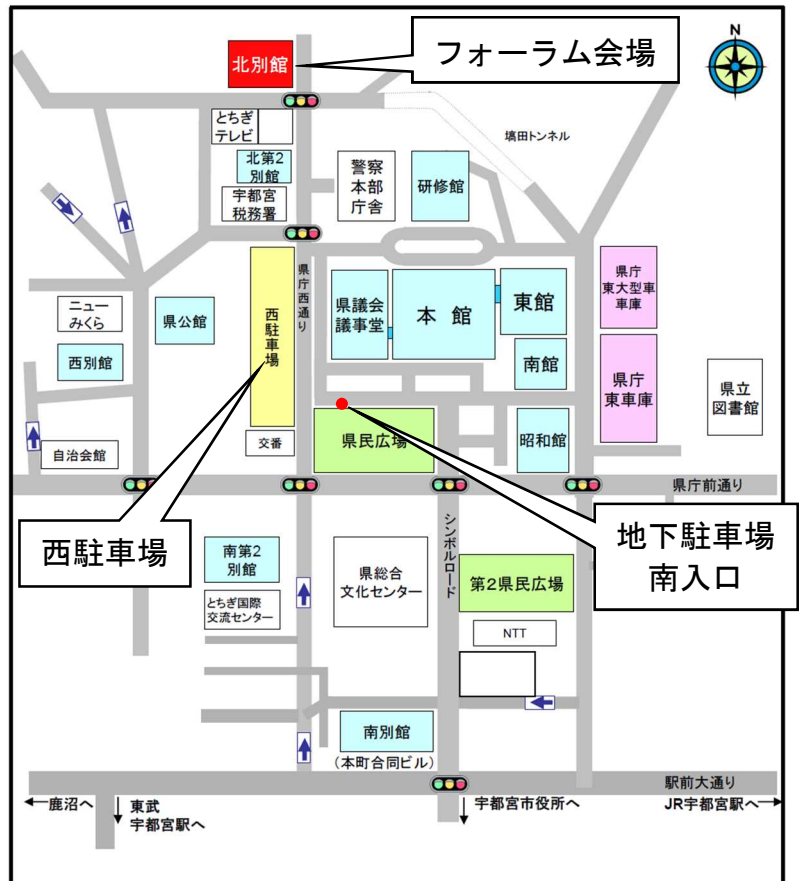 北別館
フォーラム会場
N
とちぎ
テレビ
塙田トンネル
北第2
別館
警察
本部
庁舎
研修館
宇都宮
税務署
県庁西通り
県庁
東大型車
車庫
ニュー
みくら
県公館
西駐車場
県議会
議事堂
本館
東館
西別館
南館
県庁
東車庫
県立
図書館
県民広場
昭和館
交番
自治会館
県庁前通り
西駐車場
シンボルロード
地下駐車場
南入口
南第2
別館
県総合
文化センター
第2県民広場
とちぎ国際
交流センター
NTT
南別館
(本町合同ビル)
駅前大通り
鹿沼へ
東武
宇都宮駅へ
宇都宮市役所へ
JR宇都宮駅へ